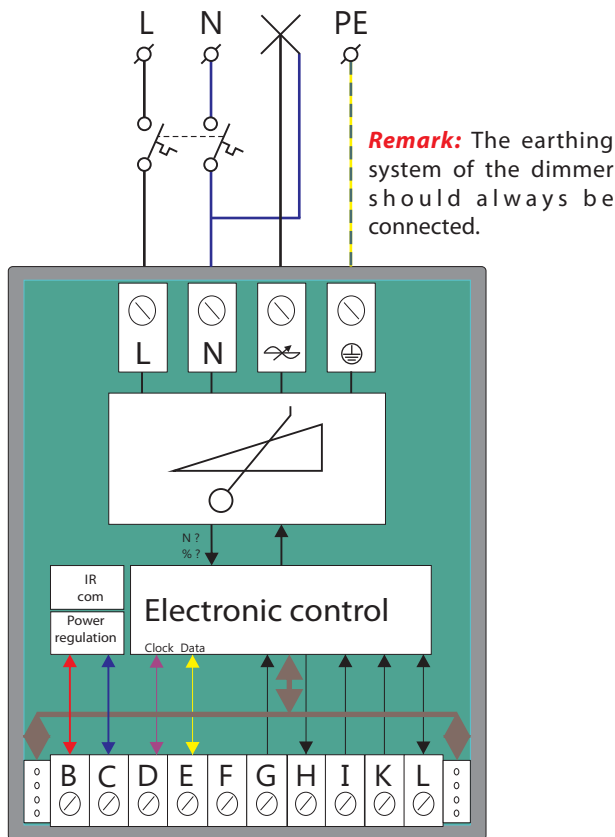 L N PE
Remark: The earthing
system of the dimmer
should always be
connected.
L N
N ?
% ?
IR
com
Power
regulation
Electronic control
Clock Data
B C D E F G H I K L